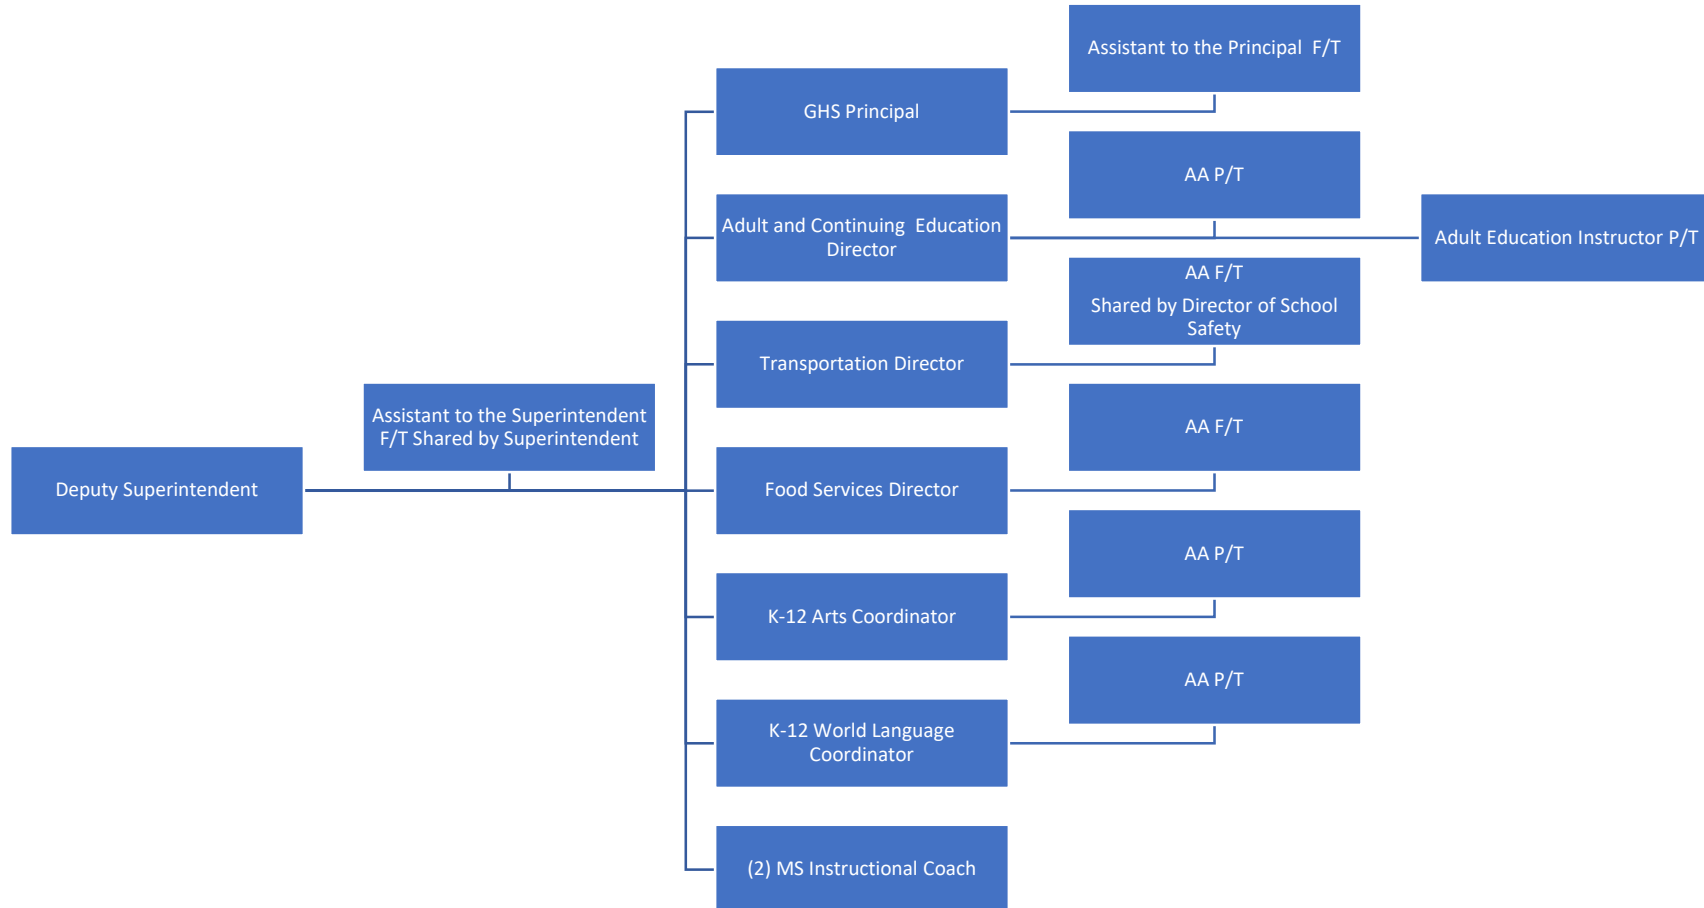 Assistant to the Principal  F/T
GHS Principal
AA P/T
Adult and Continuing  Education
Director
Adult Education Instructor P/T
AA F/T
Shared by Director of School
Safety
Transportation Director
Assistant to the Superintendent
F/T Shared by Superintendent
AA F/T
Deputy Superintendent
Food Services Director
AA P/T
K-12 Arts Coordinator
AA P/T
K-12 World Language
Coordinator
(2) MS Instructional Coach